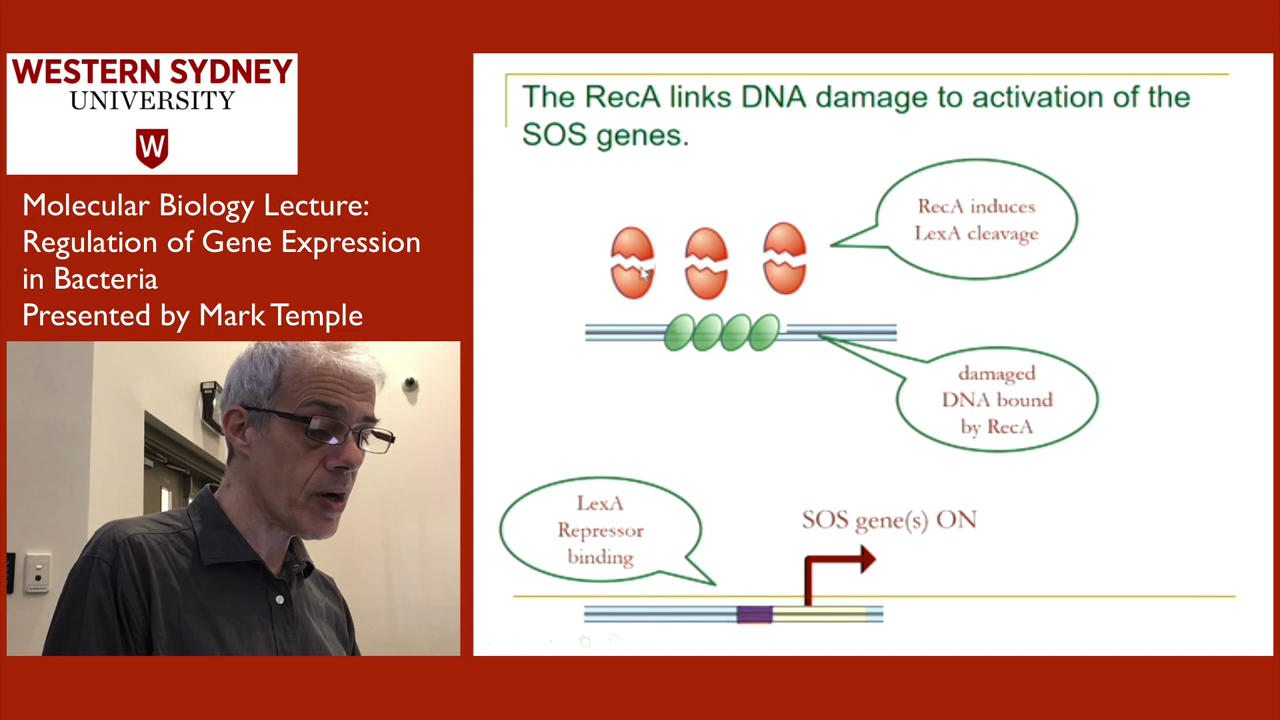 WESTERN SYDNEY
UNIVERSITY
W
Molecular Biology Lecture:
Regulation of Gene Expression
in Bacteria
Presented by Mark Temple
The RecA links DNA damage to activation of the
SOS genes.
RecA induces
LexA cleavage
damaged
DNA bound
by RecA
LexA
Repressor
binding
SOS gene(s) ON